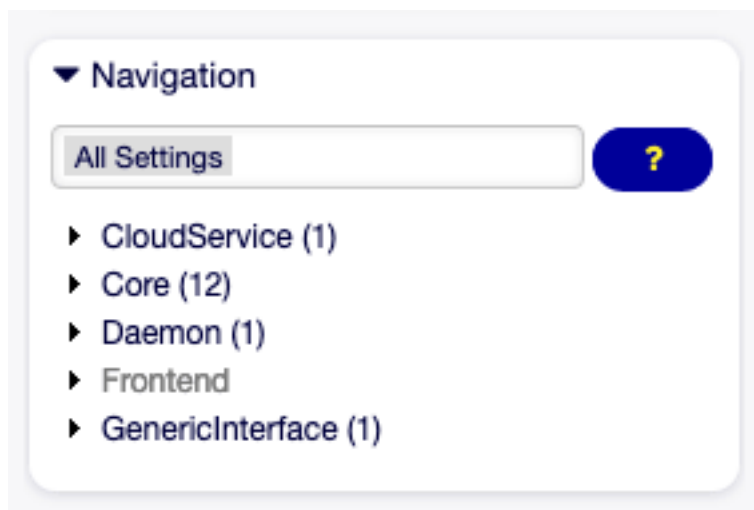 Navigation
All Settings
?
CloudService (1)
Core (12)
Daemon (1)
Frontend
GenericInterface (1)